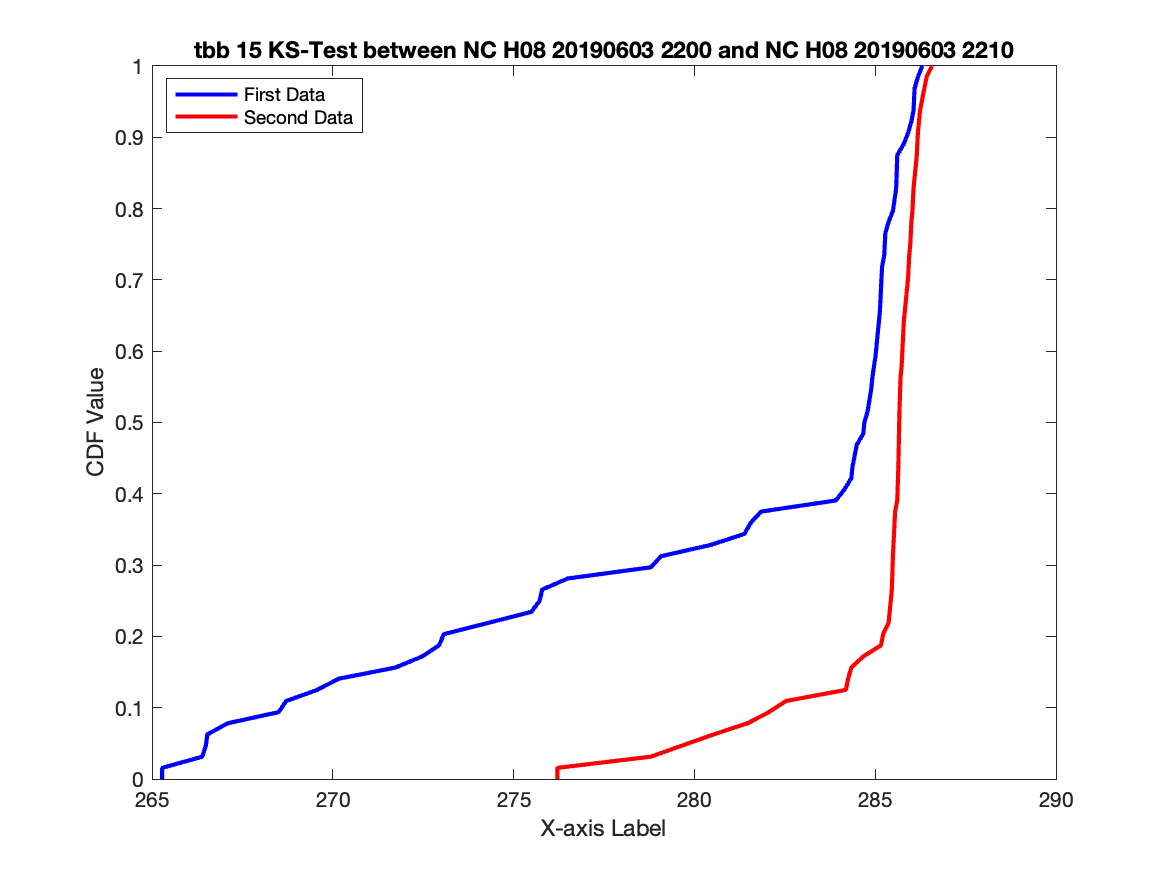 tbb 15 KS-Test between NC H08 20190603 2200 and NC H08 20190603 2210
First Data
Second Data
CDF Value
1
0.9
0.8
0.7
0.6
0.5
0.4
0.3
0.2
0.1
0
265 270 275 280 285 290
X-axis Label